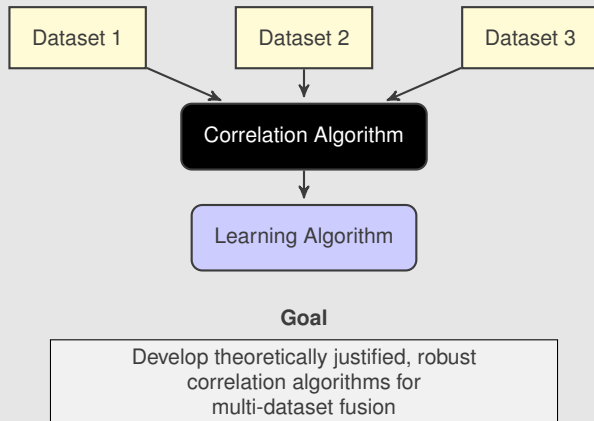 Dataset 1
Dataset 2
Dataset 3
Correlation Algorithm
Learning Algorithm
Goal
Develop theoretically justified, robust
correlation algorithms for
multi-dataset fusion